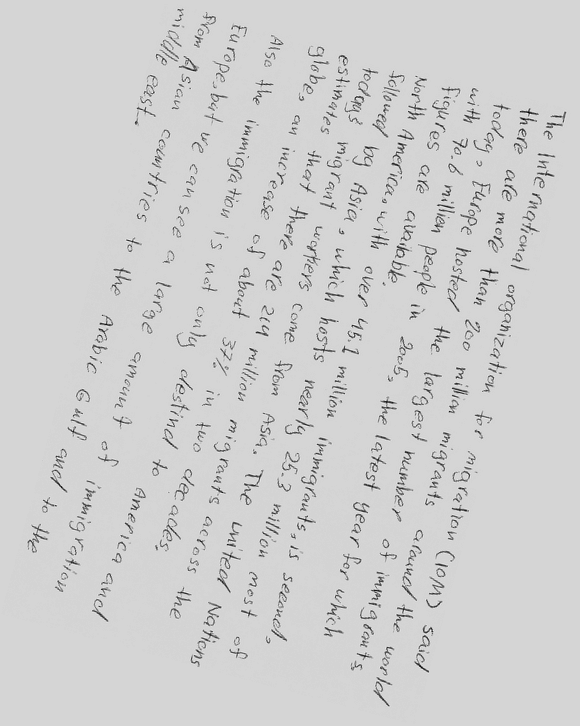 The International organization for migration (IOM) said
there are more than 200 million migrants around the world
today. Europe hosted the largest number of immigrants,
with 70.6 million people in 2005, the latest year for which
figures are available.
North America, with over 45.1 million immigrants, is second,
followed by Asia, which hosts nearly 25.3 million. most of
today's migrant workers come from Asia. The United Nations
estimates that there are 214 million migrants across the
globe, an increase of about 37% in two decades.
Also the immigration is not only destind to America and
Europe, but we can see a large amount of immigration
from Asian countries to the Arabic Gulf and to the
middle east.